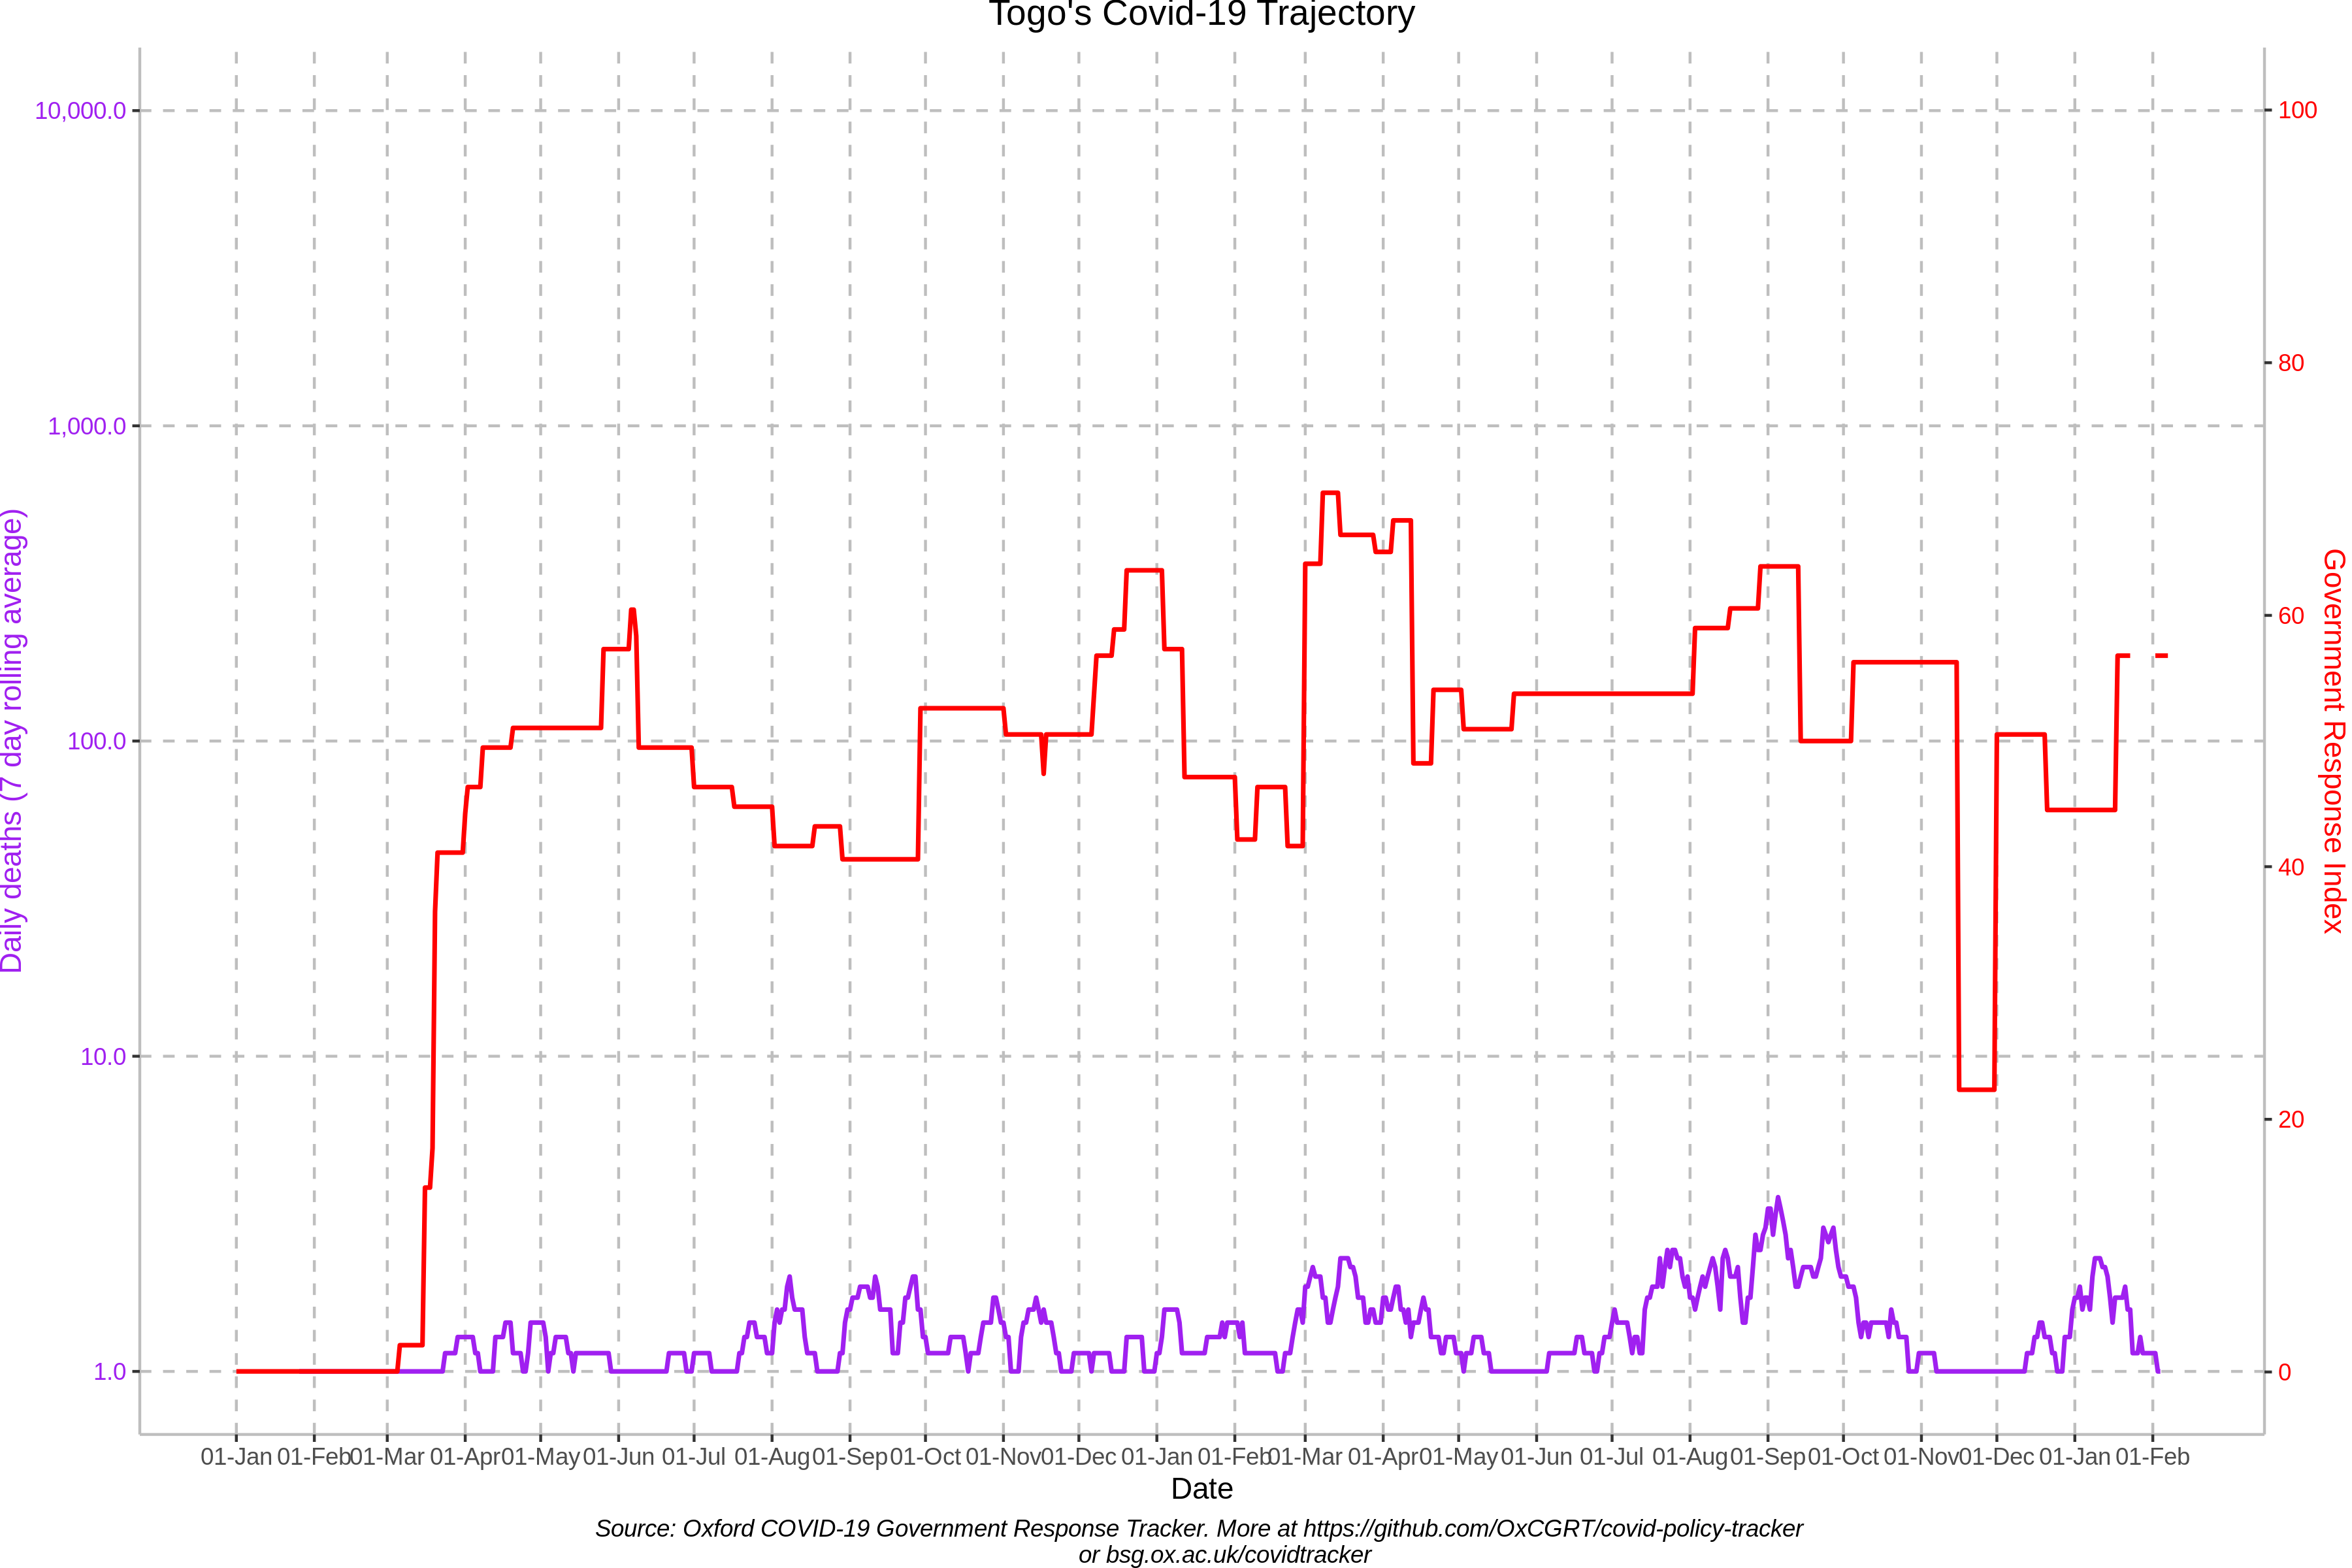 Togo's Covid-19 Trajectory
10,000.0
1,000.0
100.0
10.0
1.0
Daily deaths (7 day rolling average)
100
80
60
40
20
0
Government Response Index
01-Jan 01-Feb 01-Mar 01-Apr 01-May 01-Jun 01-Jul 01-Aug 01-Sep 01-Oct 01-Nov 01-Dec 01-Jan 01-Feb 01-Mar 01-Apr 01-May 01-Jun 01-Jul 01-Aug 01-Sep 01-Oct 01-Nov 01-Dec 01-Jan 01-Feb
Date
Source: Oxford COVID-19 Government Response Tracker. More at https://github.com/OxCGRT/covid-policy-tracker
or bsg.ox.ac.uk/covidtracker